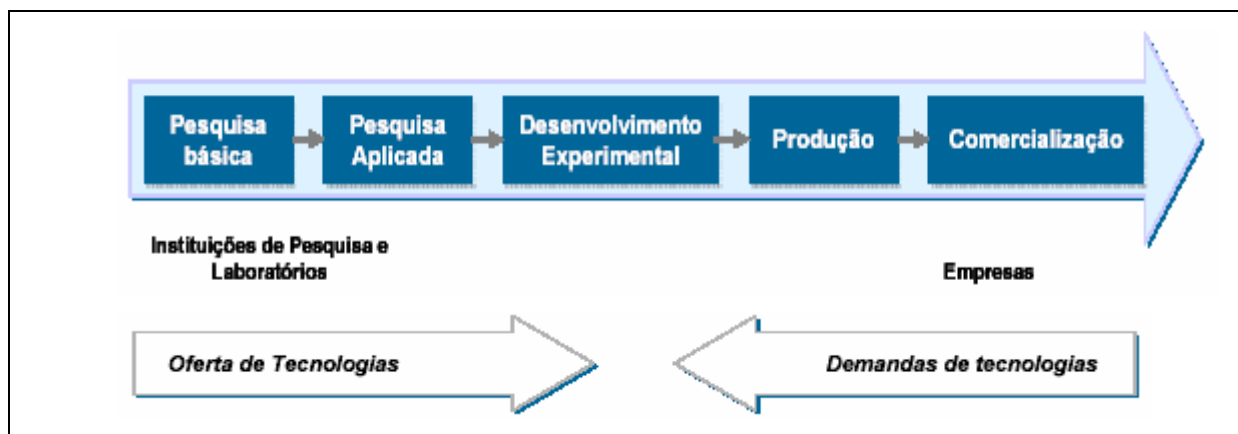 Pesquisa
básica
Pesquisa
Aplicada
Desenvolvimento
Experimental
Produção
Comercialização
Instituições de Pesquisa e
Laboratórios
Empresas
Oferta de Tecnologias
Demandas de tecnologias